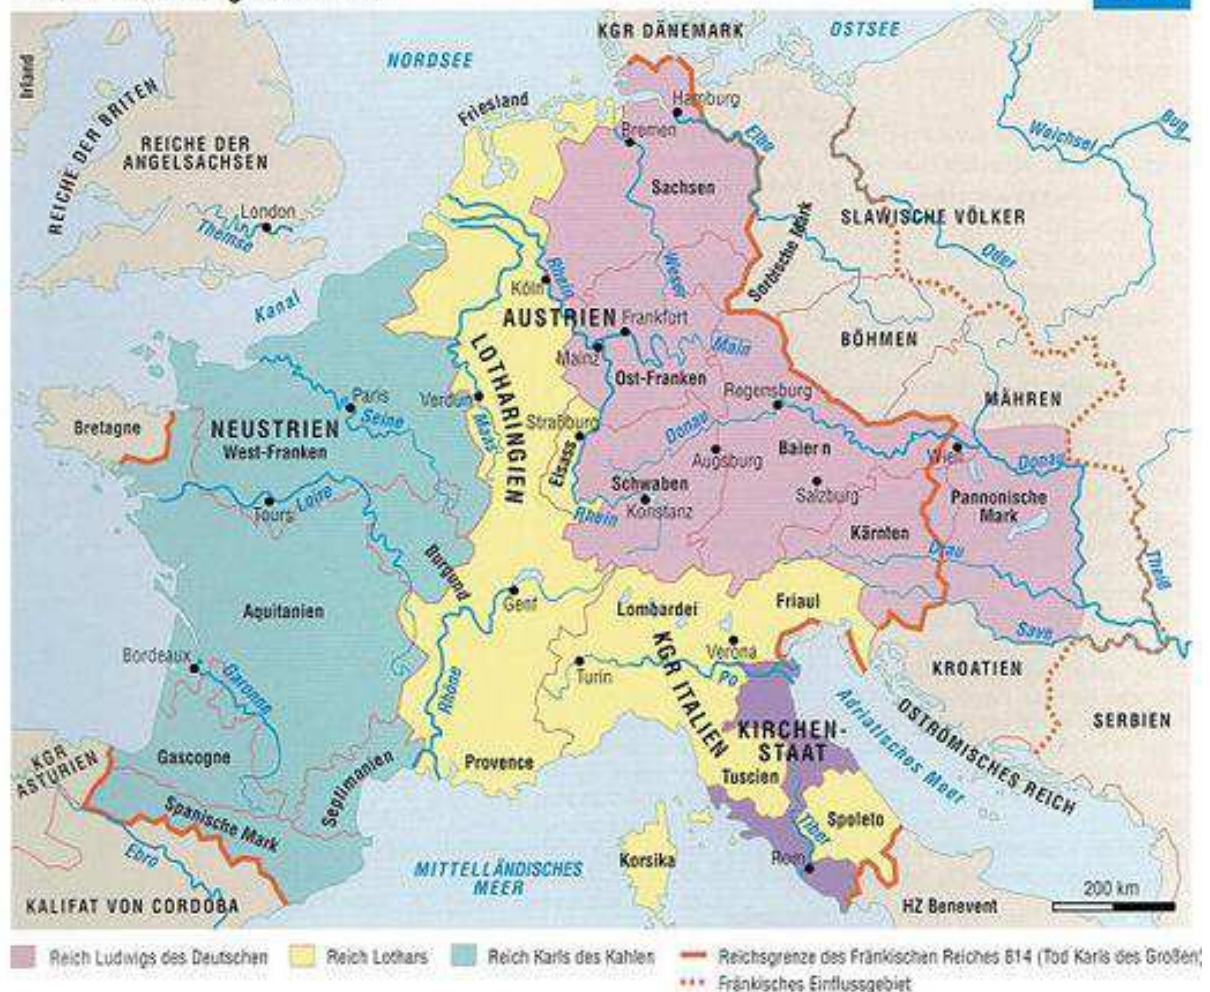 KGR DÄNEMARK
OSTSEE
NORDSEE
Irland
REICHE DER BRITEN
REICHE DER
ANGELSACHSEN
London
Themse
Friesland
Hamburg
Bremen
Elbe
Sachsen
Weichsel
Bug
SLAWISCHE VÖLKER
Oder
Sorbische Mark
Weser
Kanal
Köln
Rhein
AUSTRIEN
Frankfort
Mainz
Main
BÖHMEN
LOTHARINGIEN
Ost-Franken
Regensburg
MÄHREN
Paris
Seine
Verdun
Maas
Straßburg
Elsass
Bretagne
NEUSTRIEN
West-Franken
Donau
Augsburg
Baiern
Wien
Donau
Schwaben
Konstanz
Rhein
Salzburg
Pannonische
Mark
Loire
Tours
Kärnten
Drau
Theiß
Burgund
Genf
Aquitanien
Lombardei
Friaul
Save
Bordeaux
Garonne
Rhône
Turin
Verona
Po
KGR ITALIEN
KROATIEN
SERBIEN
Adriatisches Meer
OSTRÖMISCHES REICH
KIRCHEN-
STAAT
KGR
ASTURIEN
Gascogne
Septimanien
Provence
Tuscien
Spanische Mark
Ebro
Spoleto
Tiber
Korsika
Rom
MITTELLÄNDISCHES
MEER
KALIFAT VON CORDOBA
HZ Benevent
200 km
Reich Ludwigs des Deutschen
Reich Lothars
Reich Karls des Kahlen
Reichsgrenze des Fränkischen Reiches 814 (Tod Karls des Großen)
Fränkisches Einflussgebiet